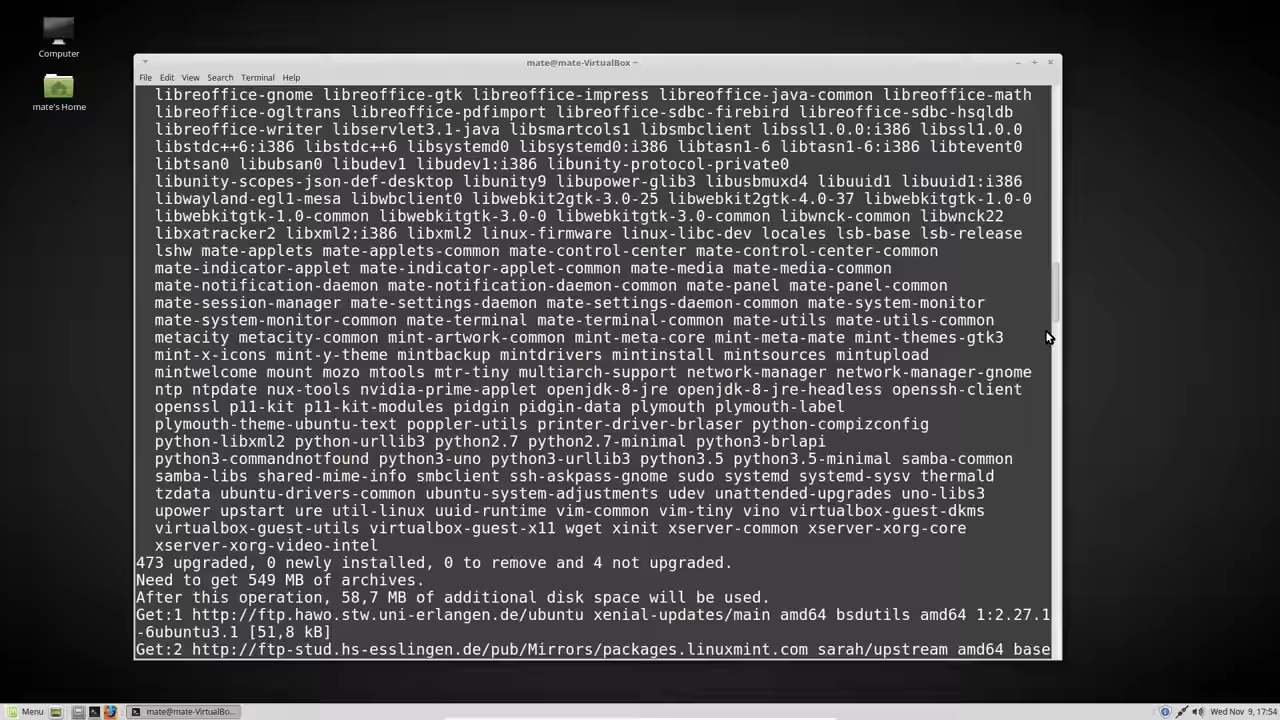 Computer
mate's Home
mate@mate-VirtualBox ~
File Edit View Search Terminal Help
libreoffice-gnome libreoffice-gtk libreoffice-impress libreoffice-java-common libreoffice-math
libreoffice-ogltrans libreoffice-pdfimport libreoffice-sdbc-firebird libreoffice-sdbc-hsqldb
libreoffice-writer libservlet3.1-java libsmartcols1 libsmbclient libssl1.0.0:i386 libssl1.0.0
libstdc++6:i386 libstdc++6 libsystemd0 libsystemd0:i386 libtasn1-6 libtasn1-6:i386 libtevent0
libtsan0 libubsan0 libudev1 libudev1:i386 libunity-protocol-private0
libunity-scopes-json-def-desktop libunity9 libupower-glib3 libusbmuxd4 libuuid1 libuuid1:i386
libwayland-egl1-mesa libwbclient0 libwebkit2gtk-3.0-25 libwebkit2gtk-4.0-37 libwebkitgtk-1.0-0
libwebkitgtk-1.0-common libwebkitgtk-3.0-0 libwebkitgtk-3.0-common libwnck-common libwnck22
libxatracker2 libxml2:i386 libxml2 linux-firmware linux-libc-dev locales lsb-base lsb-release
lshw mate-applets mate-applets-common mate-control-center mate-control-center-common
mate-indicator-applet mate-indicator-applet-common mate-media mate-media-common
mate-notification-daemon mate-notification-daemon-common mate-panel mate-panel-common
mate-session-manager mate-settings-daemon mate-settings-daemon-common mate-system-monitor
mate-system-monitor-common mate-terminal mate-terminal-common mate-utils mate-utils-common
metacity metacity-common mint-artwork-common mint-meta-core mint-meta-mate mint-themes-gtk3
mint-x-icons mint-y-theme mintbackup mintdrivers mintinstall mintsources mintupload
mintwelcome mount mozo mtools mtr-tiny multiarch-support network-manager network-manager-gnome
ntp ntpdate nux-tools nvidia-prime-applet openjdk-8-jre openjdk-8-jre-headless openssh-client
openssl p11-kit p11-kit-modules pidgin pidgin-data plymouth plymouth-label
plymouth-theme-ubuntu-text poppler-utils printer-driver-brlaser python-compizconfig
python-libxml2 python-urllib3 python2.7 python2.7-minimal python3-brlapi
python3-commandnotfound python3-uno python3-urllib3 python3.5 python3.5-minimal samba-common
samba-libs shared-mime-info smbclient ssh-askpass-gnome sudo systemd systemd-sysv thermald
tzdata ubuntu-drivers-common ubuntu-system-adjustments udev unattended-upgrades uno-libs3
upower upstart ure util-linux uuid-runtime vim-common vim-tiny vino virtualbox-guest-dkms
virtualbox-guest-utils virtualbox-guest-x11 wget xinit xserver-common xserver-xorg-core
xserver-xorg-video-intel
473 upgraded, 0 newly installed, 0 to remove and 4 not upgraded.
Need to get 549 MB of archives.
After this operation, 58,7 MB of additional disk space will be used.
Get:1 http://ftp.hawo.stw.uni-erlangen.de/ubuntu xenial-updates/main amd64 bsdutils amd64 1:2.27.1
-6ubuntu3.1 [51,8 kB]
Get:2 http://ftp-stud.hs-esslingen.de/pub/Mirrors/packages.linuxmint.com sarah/upstream amd64 base
Menu
mate@mate-VirtualBo...
Wed Nov 9, 17:54